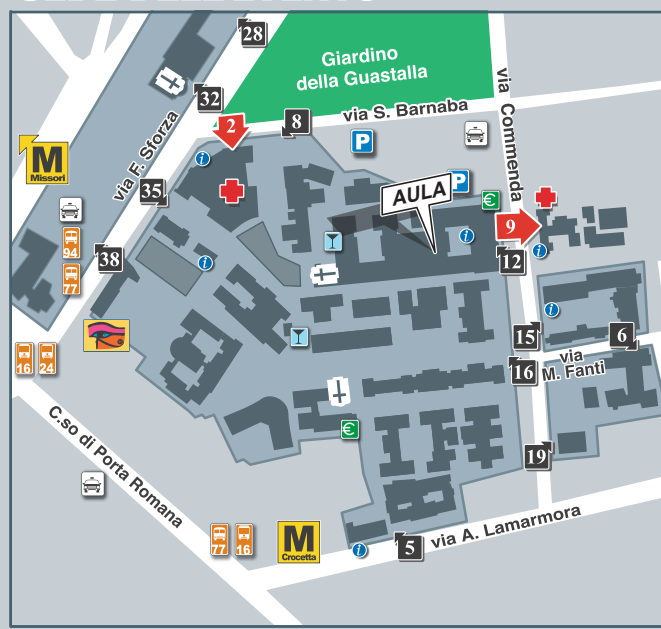 28
Giardino
della Guastalla
via Commenda
32
2
8
via S. Barnaba
via F. Sforza
M
Missori
i
P
P
35
AULA
€
9
i
i
i
12
94
38
77
i
15
6
16
24
via
M. Fanti
16
€
C.so di Porta Romana
19
77
16
M
Crocetta
i
5
via A. Lamarmora